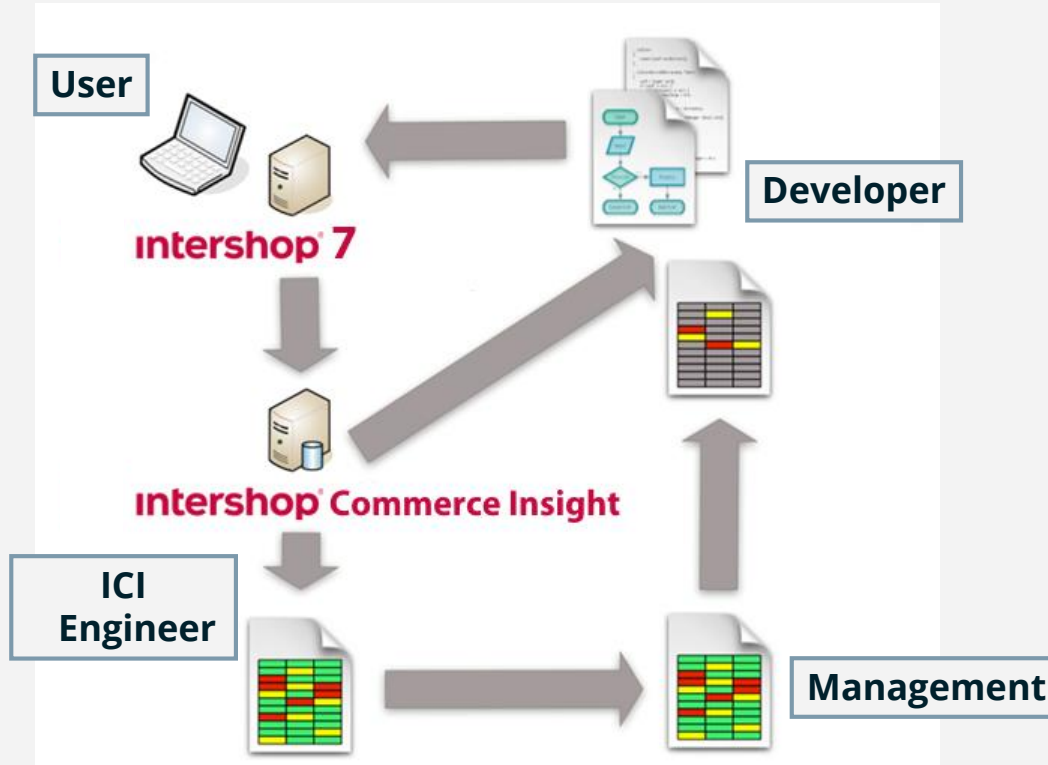 User
Developer
intershop 7
intershop Commerce Insight
ICI
Engineer
Management